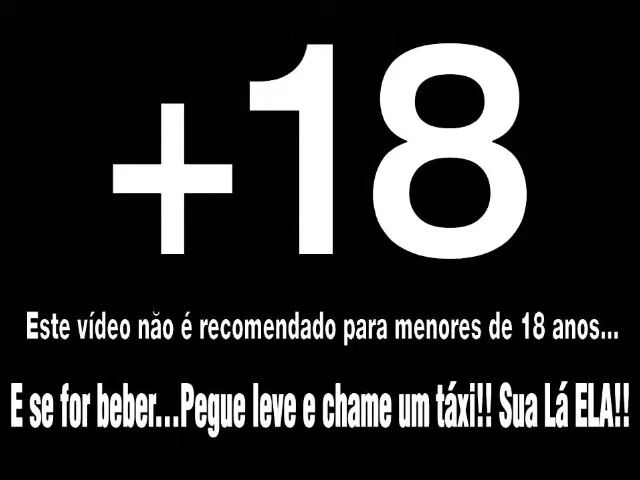 +18
Este vídeo não é recomendado para menores de 18 anos...
E se for beber...Pegue leve e chame um táxi!! Sua Lá ELA!!